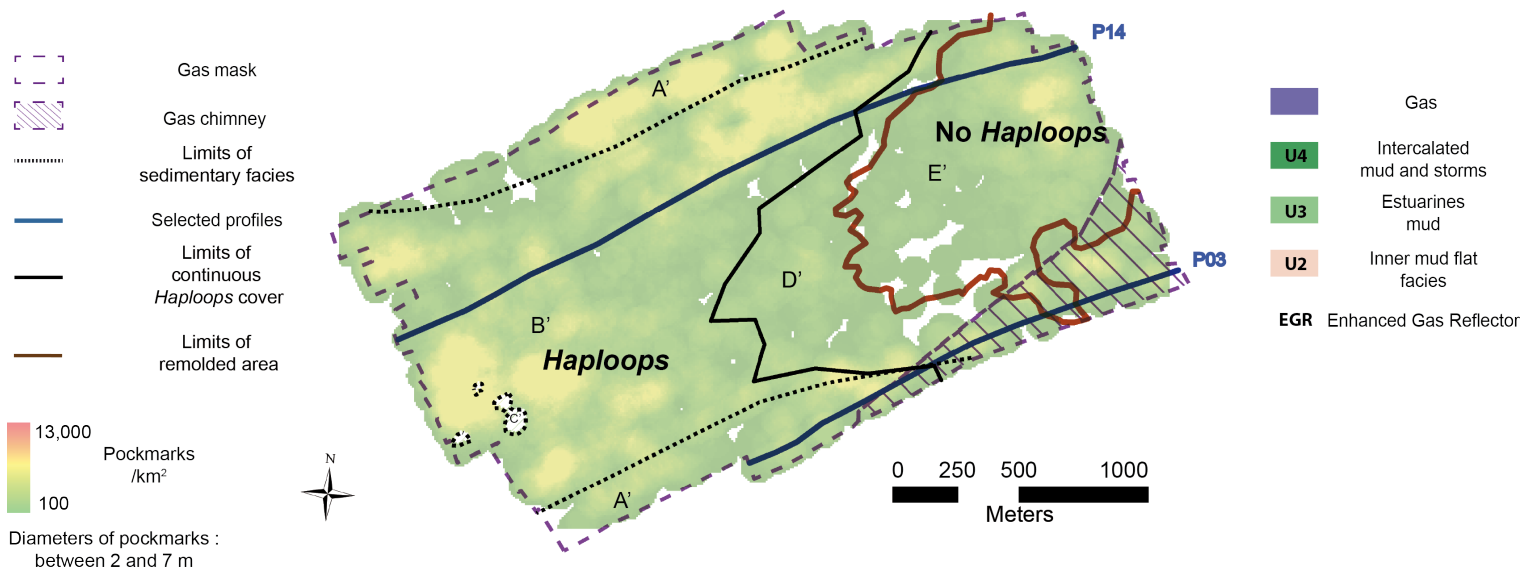 Gas mask
Gas chimney
Limits of
sedimentary facies
Selected profiles
Limits of
continuous
Haploops cover
Limits of
remolded area
13,000
Pockmarks
/km²
100
Diameters of pockmarks :
between 2 and 7 m
N
A’
P14
No Haploops
E’
D’
B’
Haploops
P03
C’
A’
0
250
500
1000
Meters
Gas
U4
Intercalated
mud and storms
U3
Estuarines
mud
U2
Inner mud flat
facies
EGR
Enhanced Gas Reflector